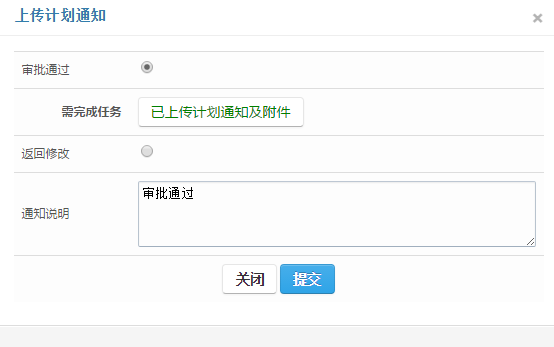 上传计划通知
审批通过
需完成任务 已上传计划通知及附件
返回修改
通知说明 审批通过
关闭 提交